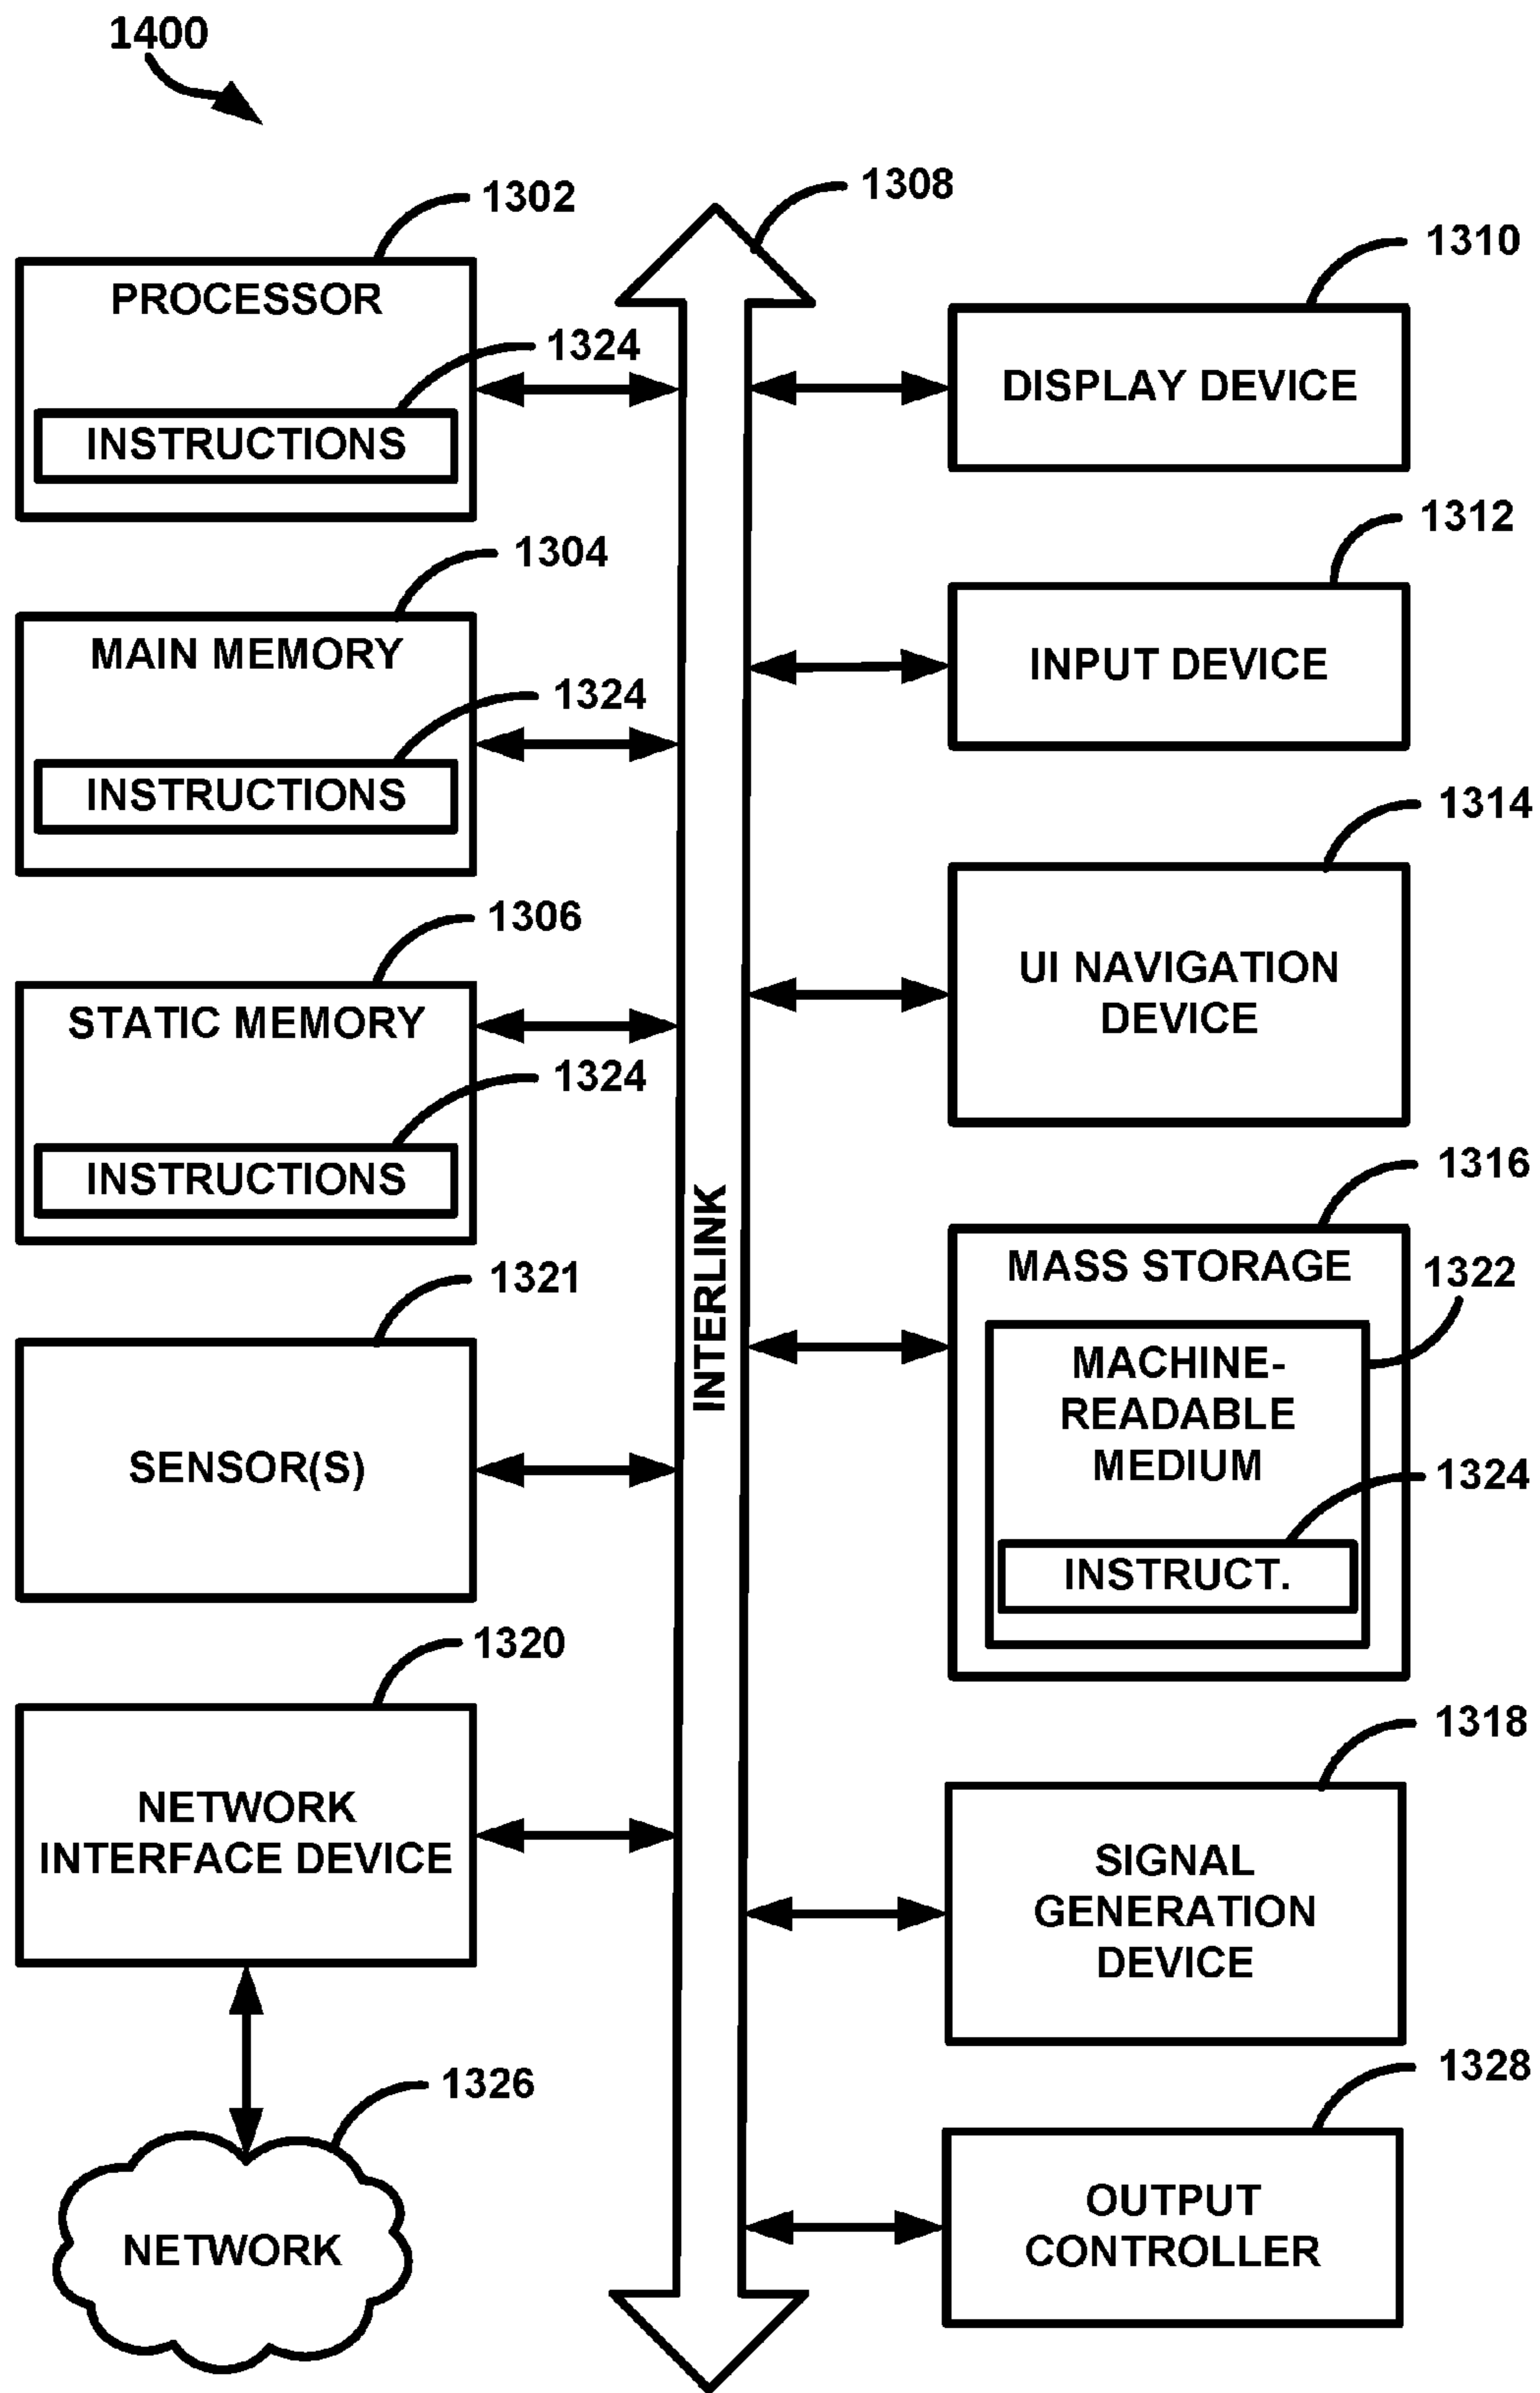 1400
1302
PROCESSOR
1324
INSTRUCTIONS
1304
MAIN MEMORY
1324
INSTRUCTIONS
1306
STATIC MEMORY
1324
INSTRUCTIONS
1321
SENSOR(S)
1320
NETWORK
INTERFACE DEVICE
1326
NETWORK
1308
INTERLINK
1310
DISPLAY DEVICE
1312
INPUT DEVICE
1314
UI NAVIGATION
DEVICE
1316
MASS STORAGE
1322
MACHINE-
READABLE
MEDIUM
1324
INSTRUCT.
1318
SIGNAL
GENERATION
DEVICE
1328
OUTPUT
CONTROLLER